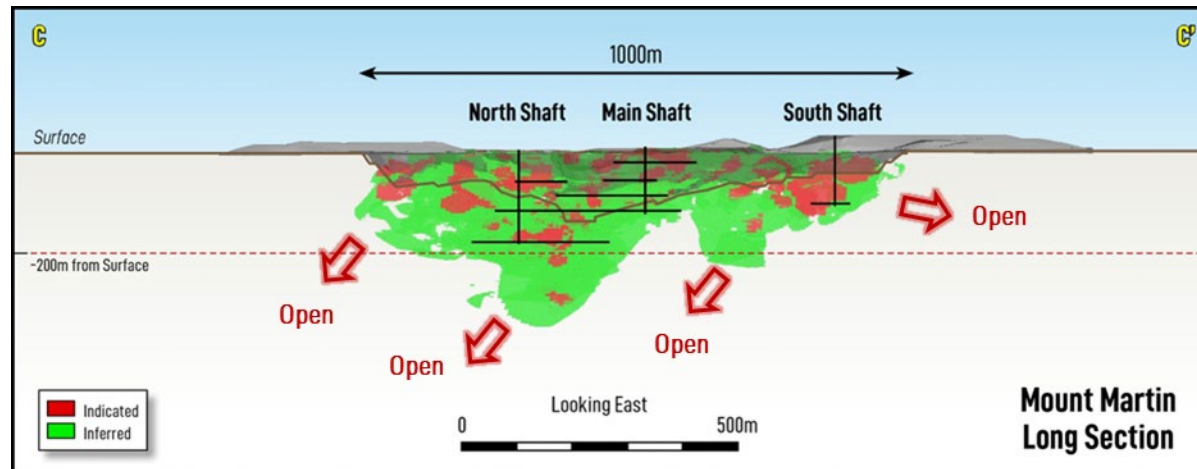 C
C'
1000m
North Shaft
Main Shaft
South Shaft
Surface
Open
~200m from Surface
Open
Open
Open
Indicated
Inferred
Looking East
0
500m
Mount Martin
Long Section